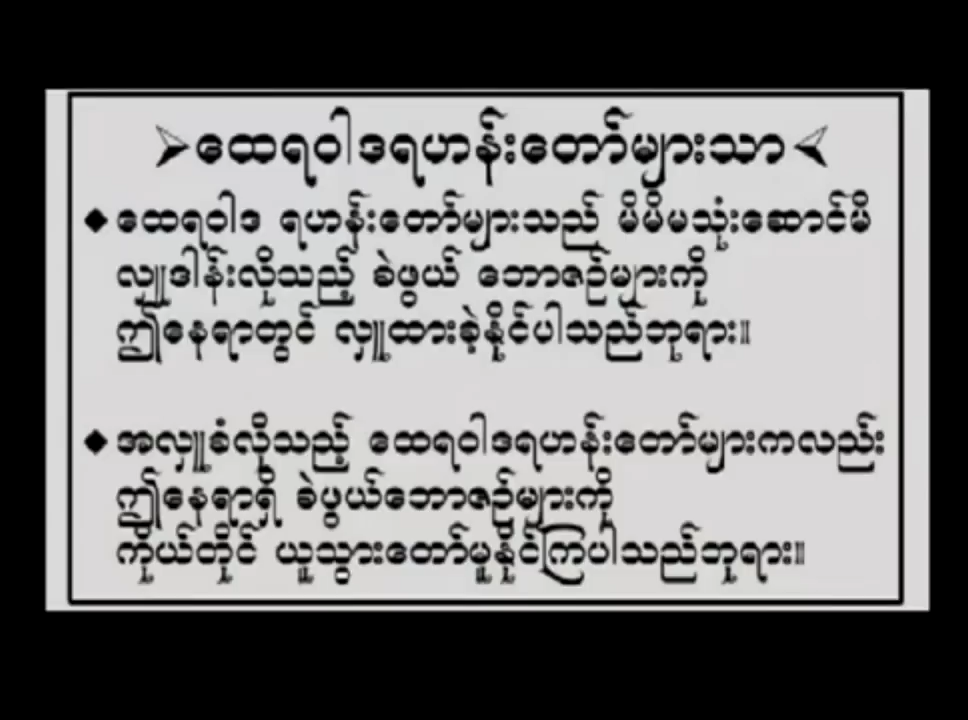 ထေရဝါဒရဟန်းတော်များသာ
ထေရဝါဒ ရဟန်းတော်များသည် မိမိမသုံးဆောင်မိ
လျှူဒါန်းလိုသည့် ခဲဖွယ် ဘောဇဉ်များကို
ဤနေရာတွင် လှူထားခဲ့နိုင်ပါသည်ဘုရား။
အလှူခံလိုသည့် ထေရဝါဒရဟန်းတော်များကလည်း
ဤနေရာရှိ ခဲဖွယ်ဘောဇဉ်များကို
ကိုယ်တိုင် ယူသွားတော်မူနိုင်ကြပါသည်ဘုရား။